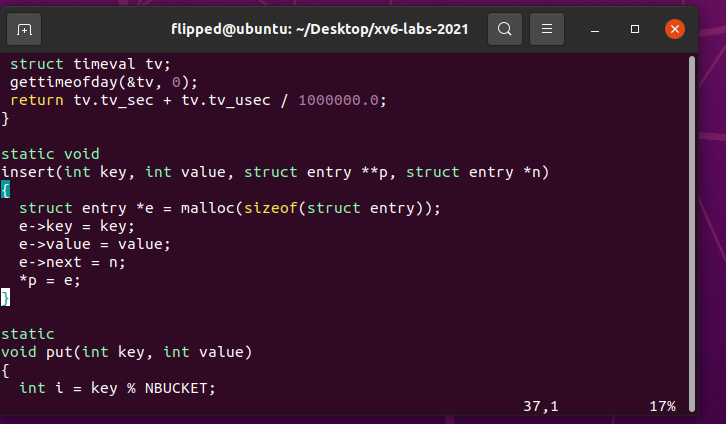 flipped@ubuntu: ~/Desktop/xv6-labs-2021
 struct timeval tv;
 gettimeofday(&tv, 0);
 return tv.tv_sec + tv.tv_usec / 1000000.0;
}

static void
insert(int key, int value, struct entry **p, struct entry *n)
{
  struct entry *e = malloc(sizeof(struct entry));
  e->key = key;
  e->value = value;
  e->next = n;
  *p = e;
}

static
void put(int key, int value)
{
  int i = key % NBUCKET;
37,1 17%